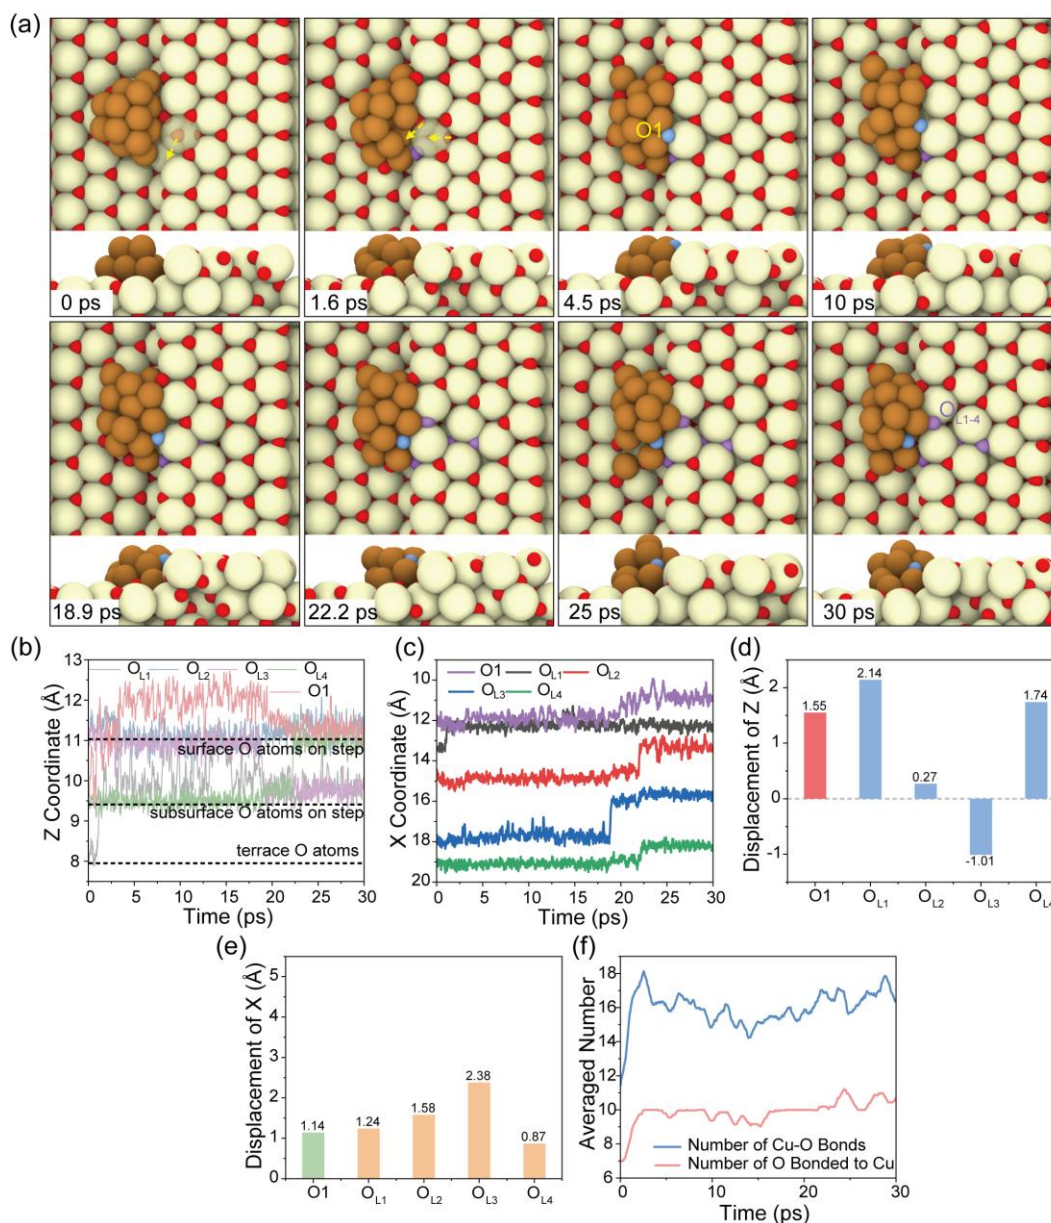 (a)
O1
0 ps
1.6 ps
4.5 ps
10 ps
O L1-4
18.9 ps
22.2 ps
25 ps
30 ps
(b)
O L1 O L2 O L3 O L4
O1
13
12
11
10
9
8
Z Coordinate (Å)
surface O atoms on step
subsurface O atoms on step
terrace O atoms
0 5 10 15 20 25 30
Time (ps)
(c)
O1 O L1 O L2
O L3 O L4
10
12
14
16
18
20
X Coordinate (Å)
0 5 10 15 20 25 30
Time (ps)
(d)
Displacement of Z (Å)
2
1
0
-1
1.55
2.14
0.27
-1.01
1.74
O1 O L1 O L2 O L3 O L4
(e)
Displacement of X (Å)
5
4
3
2
1
0
1.14
1.24
1.58
2.38
0.87
O1 O L1 O L2 O L3 O L4
(f)
Averaged Number
18
16
14
12
10
8
6
Number of Cu-O Bonds
Number of O Bonded to Cu
0 10 20 30
Time (ps)